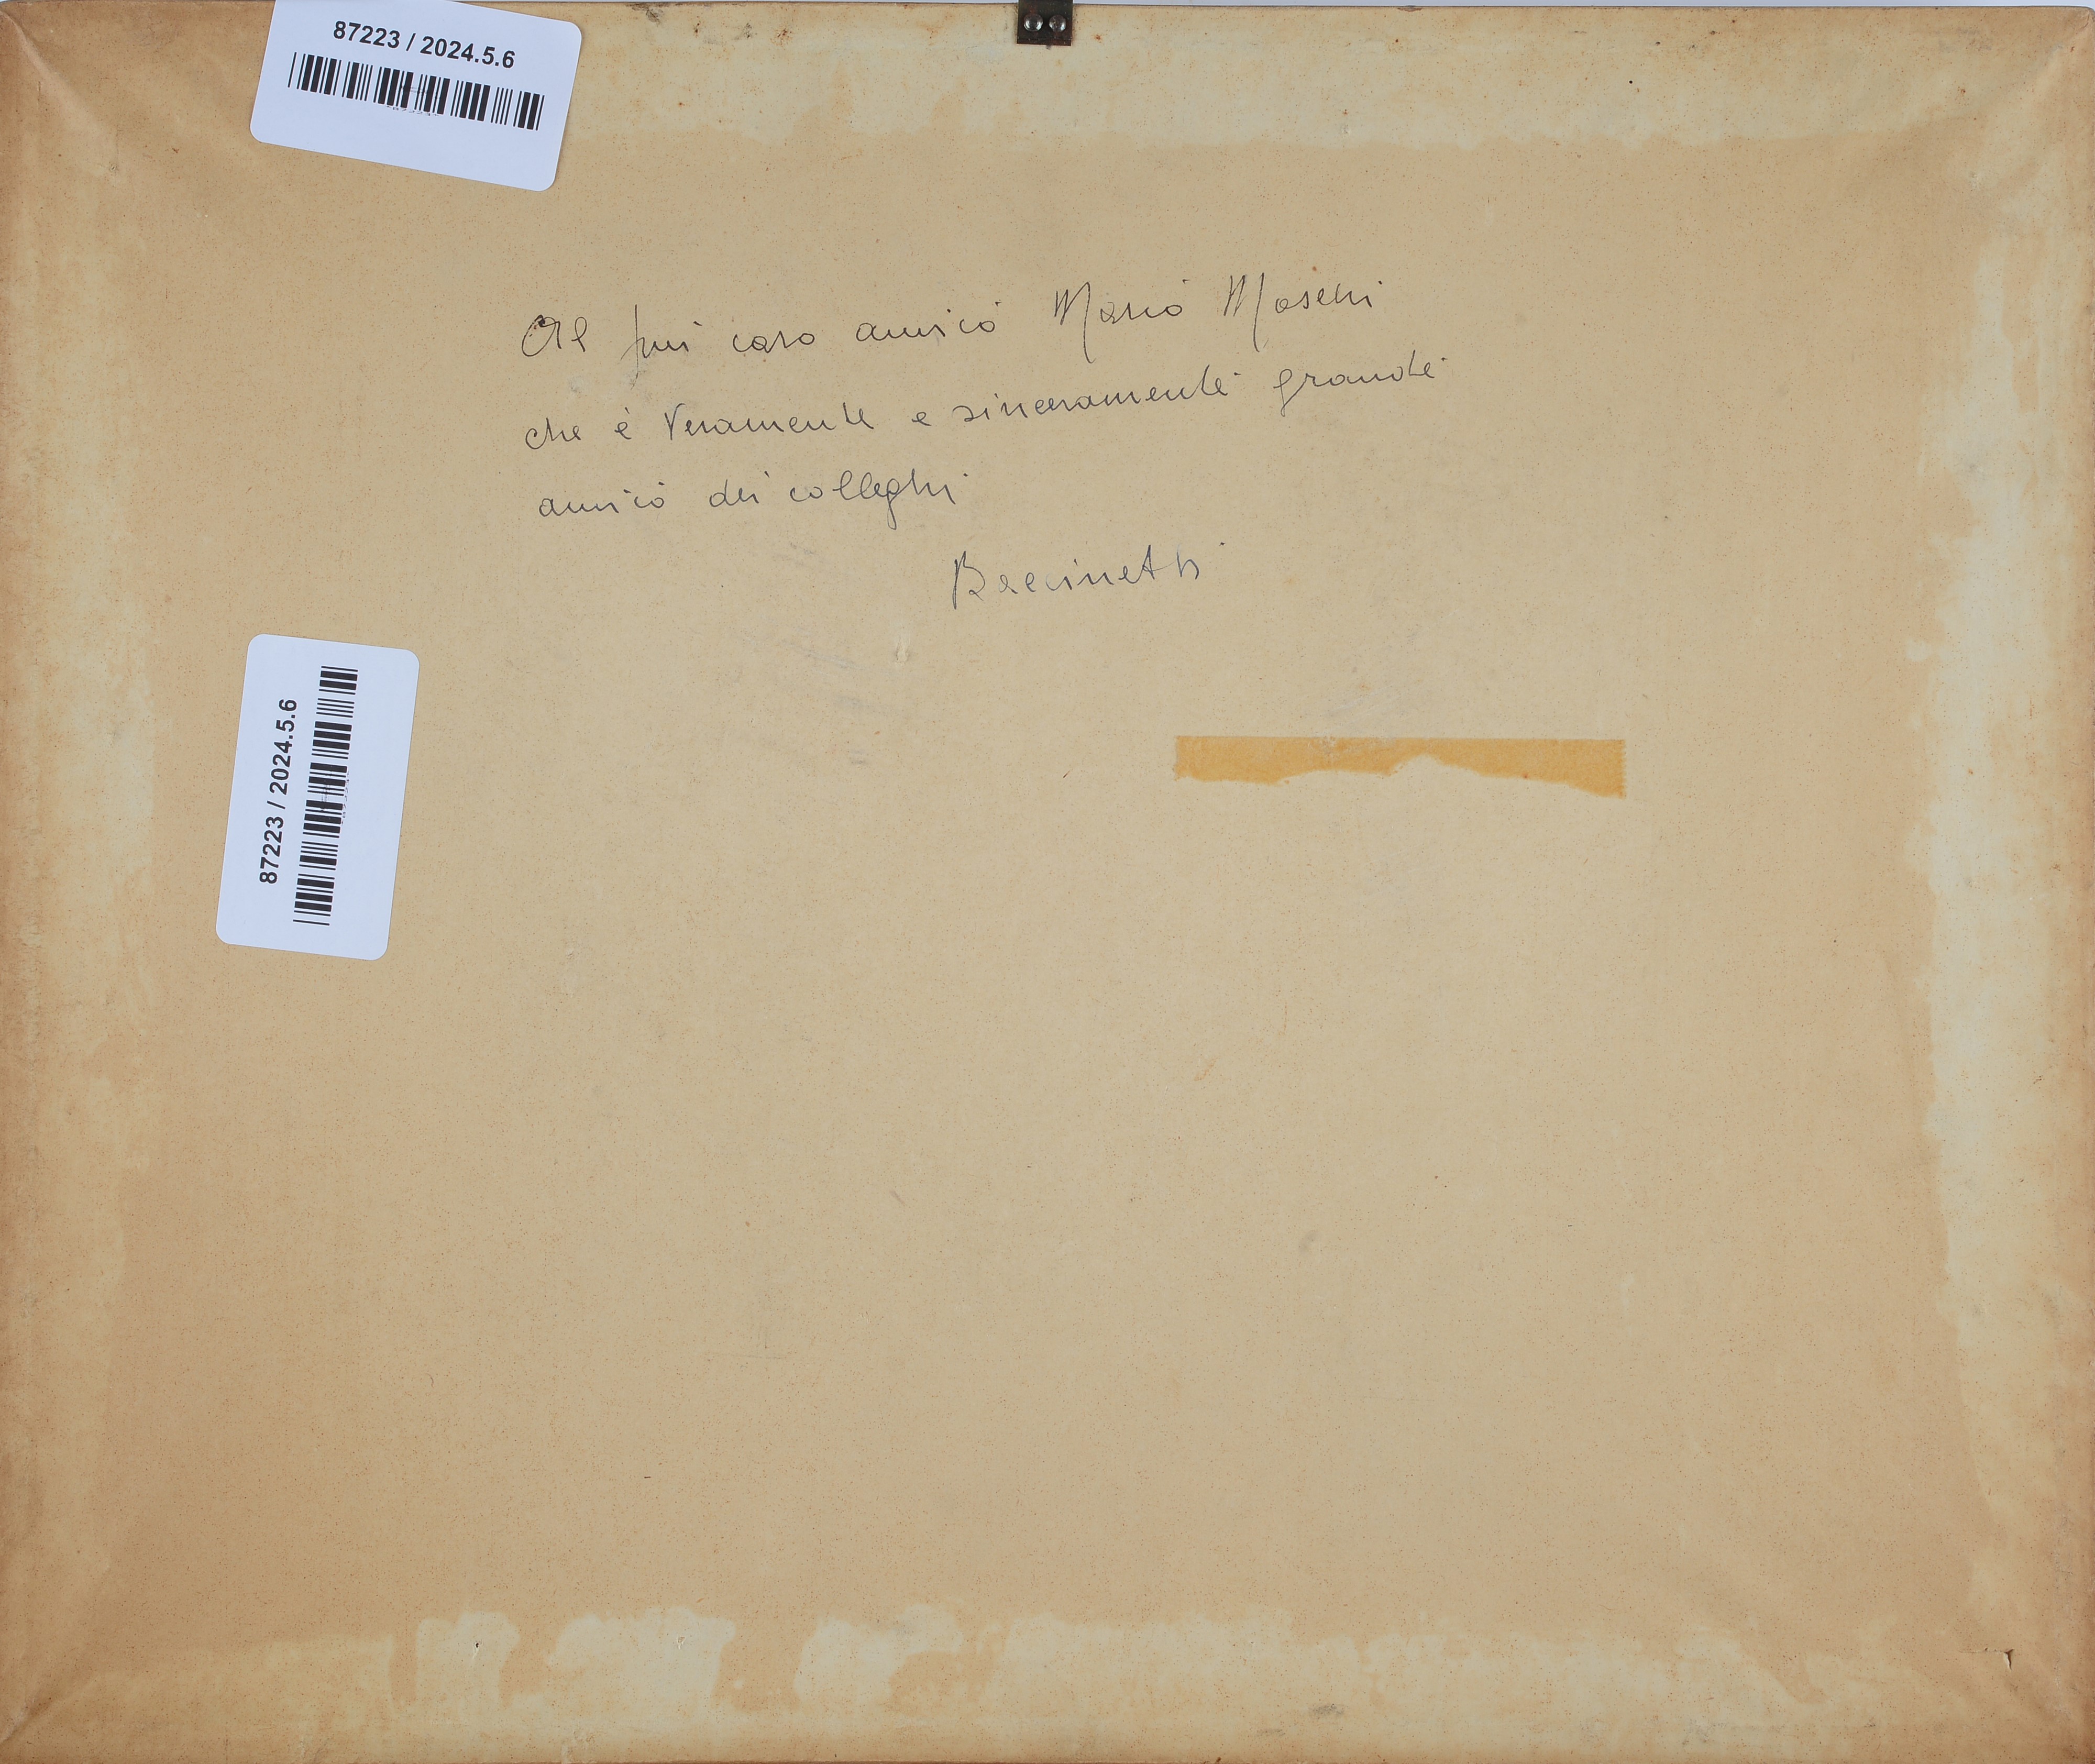 87223 / 2024.5.6
Al più caro amico Mario Moschi
che è veramente e sinceramente grande
amico dei colleghi
87223 / 2024.5.6